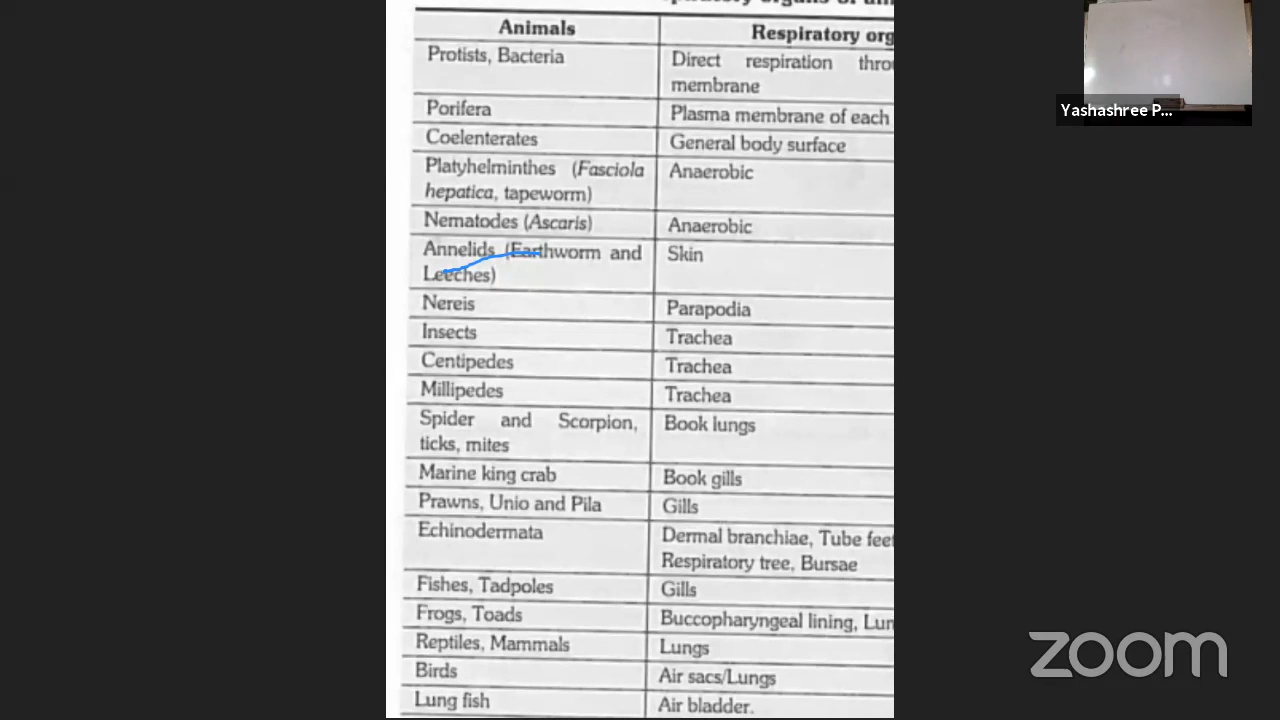 Animals Respiratory
Protists, Bacteria Direct respiration
membrane
Porifera Plasma membrane of each
Coelenterates General body surface
Platyhelminthes (Fasciola Anaerobic
hepatica, tapeworm)
Nematodes (Ascaris) Anaerobic
Annelids (Earthworm and Skin
Leeches)
Nereis Parapodia
Insects Trachea
Centipedes Trachea
Millipedes Trachea
Spider and Scorpion, Book lungs
ticks, mites
Marine king crab Book gills
Prawns, Unio and Pila Gills
Echinodermata Dermal branchiae, Tube feet
Respiratory tree, Bursae
Fishes, Tadpoles Gills
Frogs, Toads Buccopharyngeal lining,
Reptiles, Mammals Lungs
Birds Air sacs/Lungs
Lung fish Air bladder.
Yashashree P...
zoom